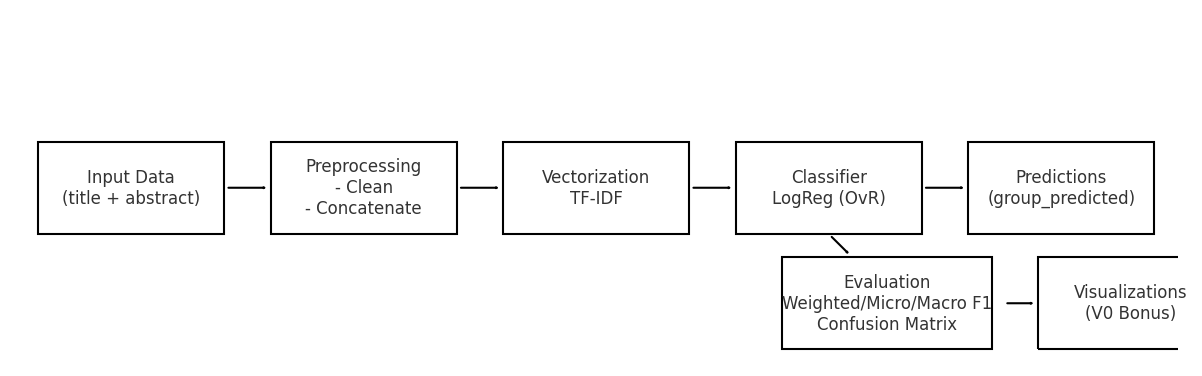 Input Data
(title + abstract)
Preprocessing
- Clean
- Concatenate
Vectorization
TF-IDF
Classifier
LogReg (OvR)
Predictions
(group_predicted)
Evaluation
Weighted/Micro/Macro F1
Confusion Matrix
Visualizations
(V0 Bonus)